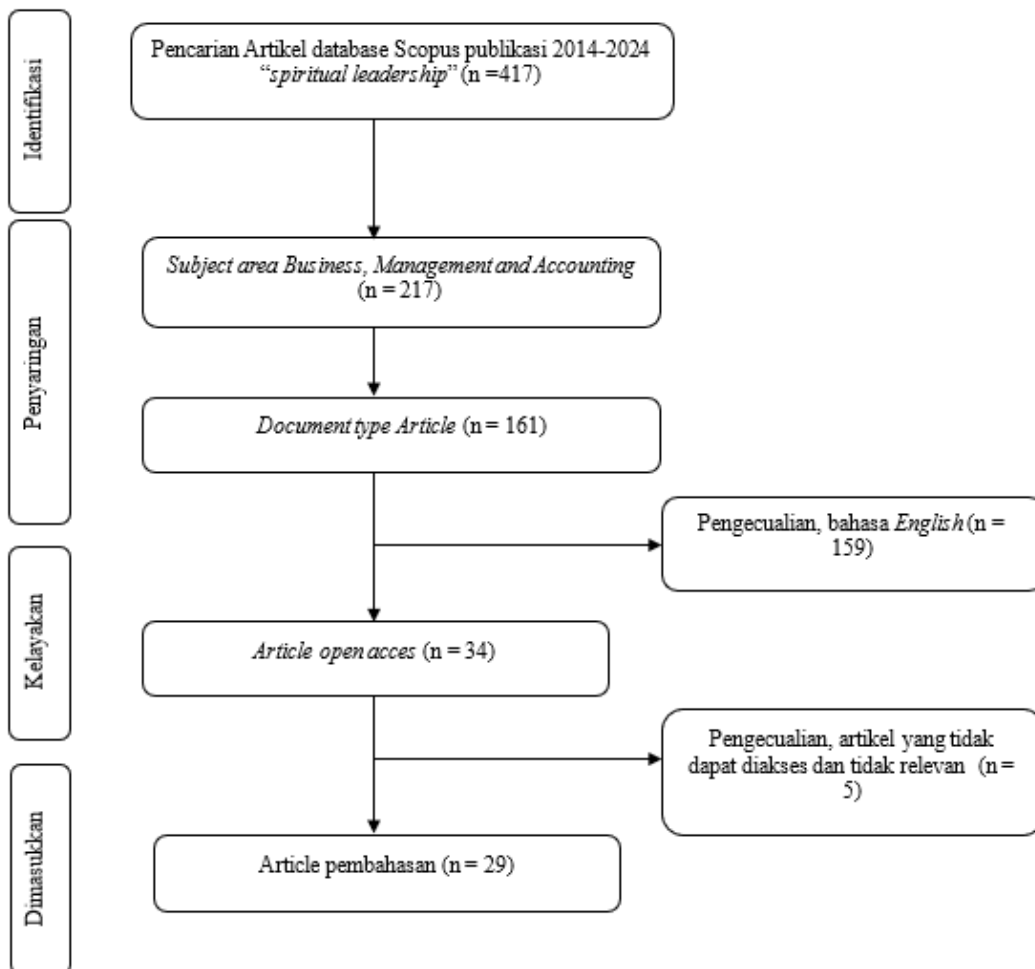 Identifikasi
Pencarian Artikel database Scopus publikasi 2014-2024
“spiritual leadership” (n =417)
Penyaringan
Subject area Business, Management and Accounting
(n = 217)
Document type Article (n = 161)
Pengecualian, bahasa English (n =
159)
Kelayakan
Article open acces (n = 34)
Pengecualian, artikel yang tidak
dapat diakses dan tidak relevan (n =
5)
Dimasukkan
Article pembahasan (n = 29)